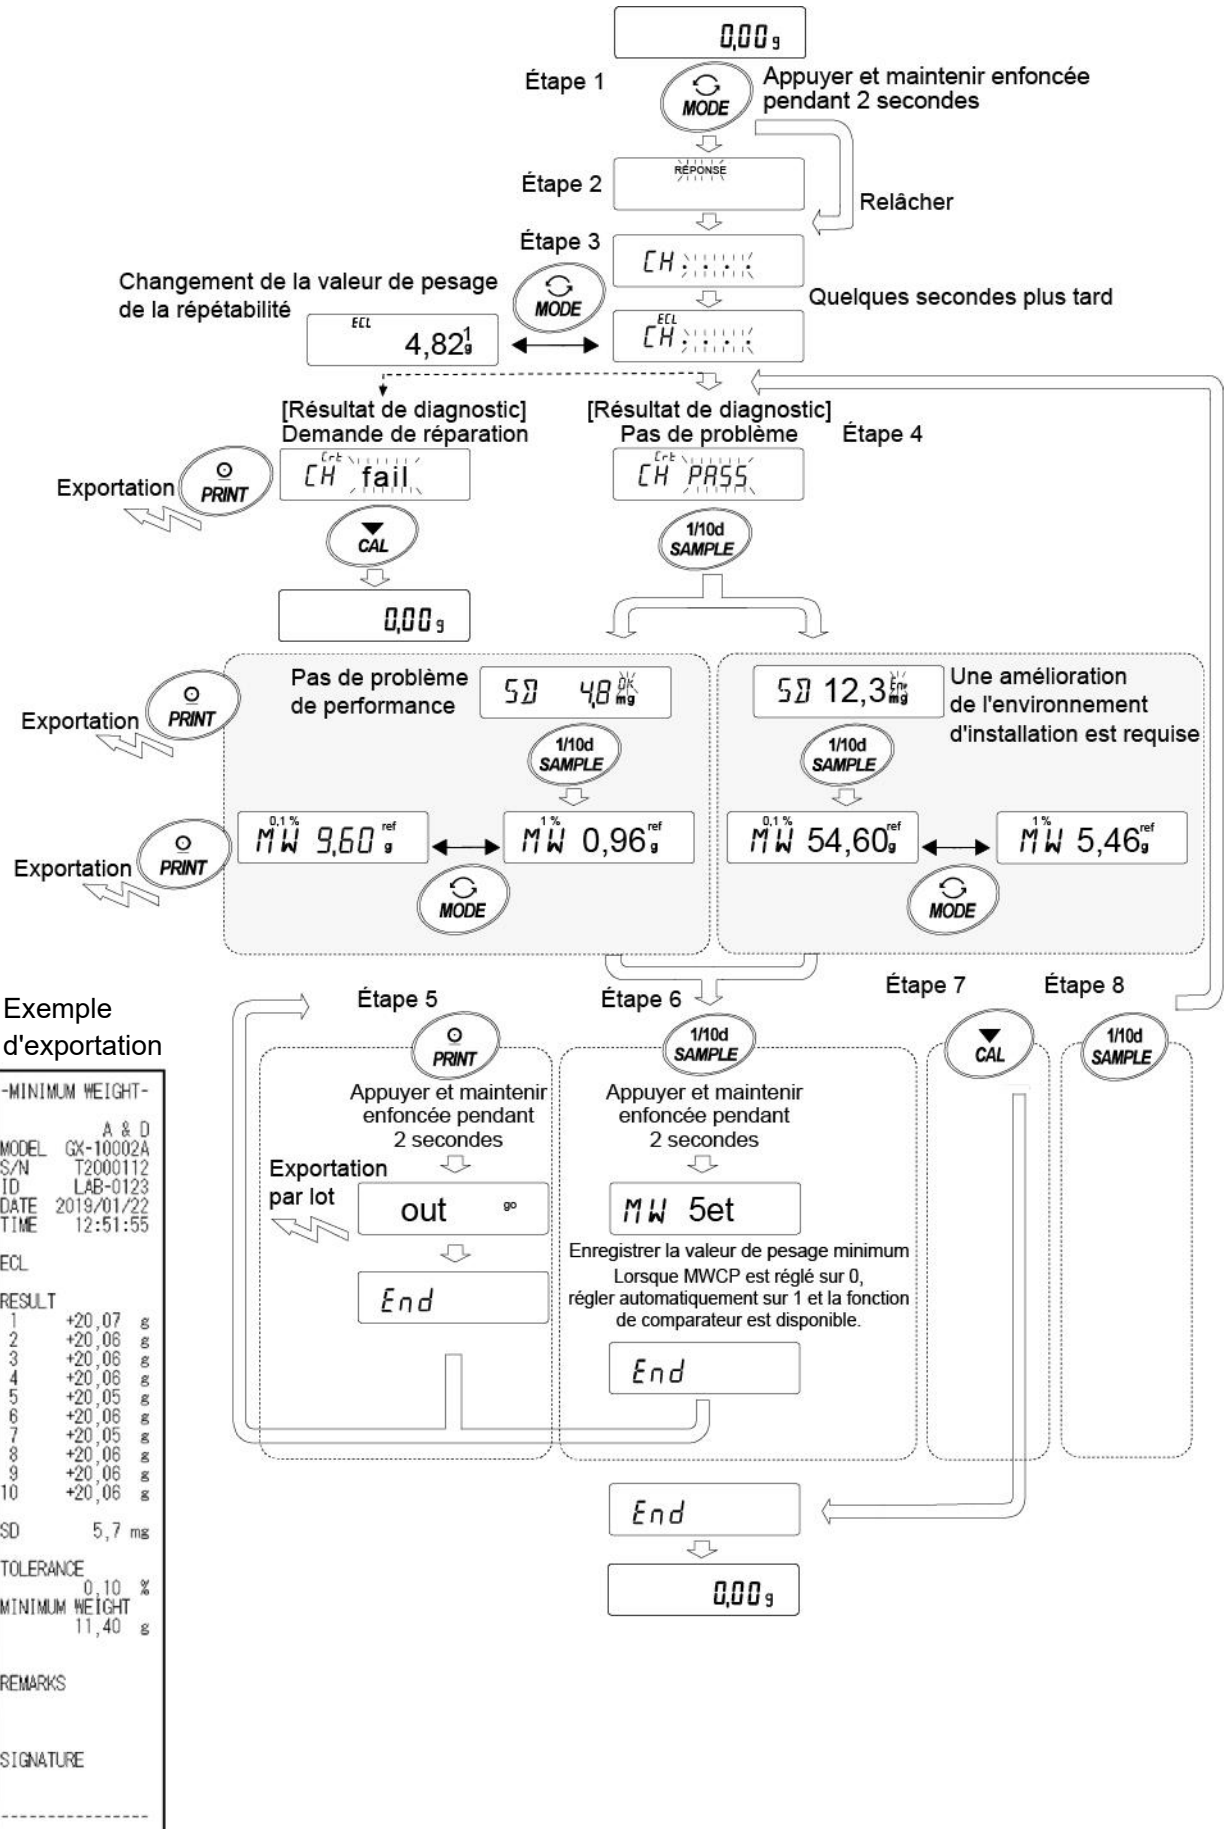 0,00 g
Étape 1
MODE
Appuyer et maintenir enfoncée
pendant 2 secondes
Étape 2
RÉPONSE
Relâcher
Étape 3
CH . . . .
Changement de la valeur de pesage
de la répétabilité
MODE
Quelques secondes plus tard
ECL
4,821 g
ECL
CH . . . .
[Résultat de diagnostic]
Demande de réparation
[Résultat de diagnostic]
Pas de problème
Étape 4
Exportation
PRINT
Crt
CH fail
Crt
CH PASS
CAL
1/10d
SAMPLE
0,00 g
Pas de problème
de performance
SD 4,8 OK mg
SD 12,3 Env mg
Une amélioration
de l'environnement
d'installation est requise
Exportation
PRINT
1/10d
SAMPLE
1/10d
SAMPLE
0,1 %
MW 9,60 ref g
1 %
MW 0,96 ref g
0,1 %
MW 54,60 ref g
1 %
MW 5,46 ref g
Exportation
PRINT
MODE
MODE
Étape 5
Étape 6
Étape 7
Étape 8
PRINT
1/10d
SAMPLE
CAL
1/10d
SAMPLE
Appuyer et maintenir
enfoncée pendant
2 secondes
Appuyer et maintenir
enfoncée pendant
2 secondes
Exportation
par lot
out go
MW 5et
Enregistrer la valeur de pesage minimum
Lorsque MWCP est réglé sur 0,
régler automatiquement sur 1 et la fonction
de comparateur est disponible.
End
End
End
0,00 g
Exemple
d'exportation
-MINIMUM WEIGHT-
A & D
MODEL GX-10002A
S/N T2000112
ID LAB-0123
DATE 2019/01/22
TIME 12:51:55
ECL
RESULT
1 +20,07 g
2 +20,06 g
3 +20,06 g
4 +20,06 g
5 +20,05 g
6 +20,06 g
7 +20,05 g
8 +20,06 g
9 +20,06 g
10 +20,06 g
SD 5,7 mg
TOLERANCE
0,10 %
MINIMUM WEIGHT
11,40 g
REMARKS
SIGNATURE
----------------